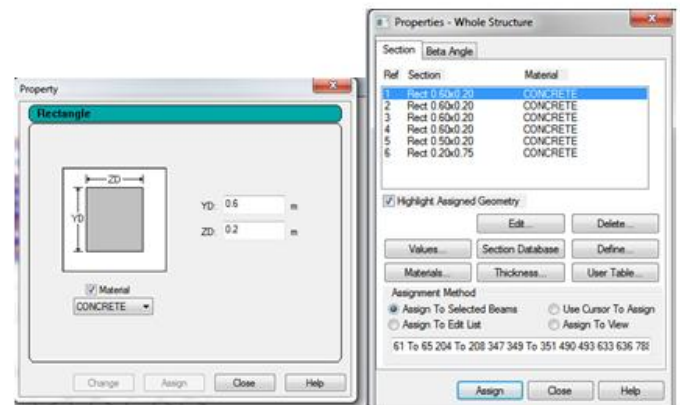 Property
Rectangle
ZD
YD
YD: 0.6 m
ZD: 0.2 m
Material
CONCRETE
Change Assign Close Help
Properties - Whole Structure
Section Beta Angle
Ref Section Material
1 Rect 0.60x0.20 CONCRETE
2 Rect 0.60x0.20 CONCRETE
3 Rect 0.60x0.20 CONCRETE
4 Rect 0.60x0.20 CONCRETE
5 Rect 0.50x0.20 CONCRETE
6 Rect 0.20x0.75 CONCRETE
Highlight Assigned Geometry
Edit... Delete...
Values... Section Database Define...
Materials... Thickness... User Table...
Assignment Method
Assign To Selected Beams Use Cursor To Assign
Assign To Edit List Assign To View
61 To 65 204 To 208 347 349 To 351 490 493 633 636
Assign Close Help